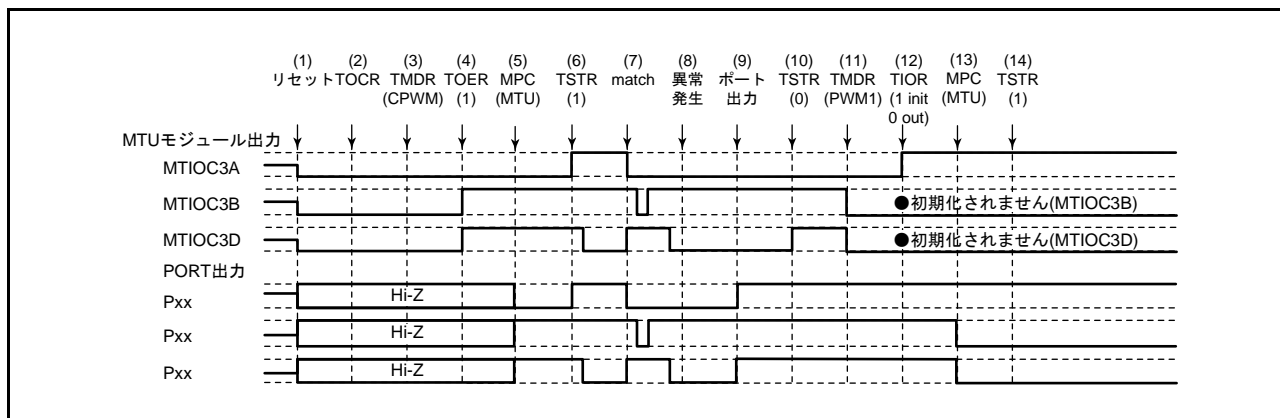 (1) (2) (3) (4) (5) (6) (7) (8) (9) (10) (11) (12) (13) (14)
リセット TOCR TMDR TOER MPC TSTR match 異常 ポート TSTR TMDR TIOR MPC TSTR
(CPWM) (1) (MTU) (1) 発生 出力 (0) (PWM1) (1 init (MTU) (1)
0 out)
MTUモジュール出力
MTIOC3A
MTIOC3B ●初期化されません(MTIOC3B)
MTIOC3D ●初期化されません(MTIOC3D)
PORT出力
Pxx Hi-Z
Pxx Hi-Z
Pxx Hi-Z